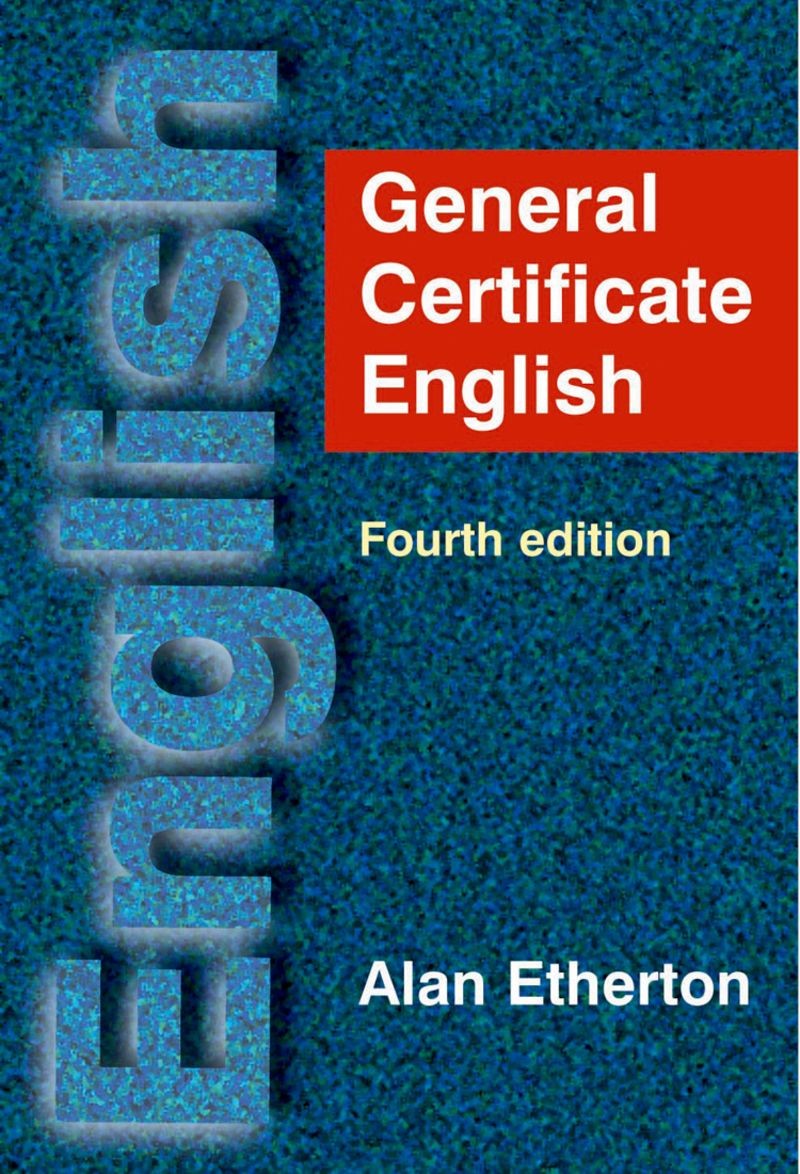 English
General
Certificate
English
Fourth edition
Alan Etherton